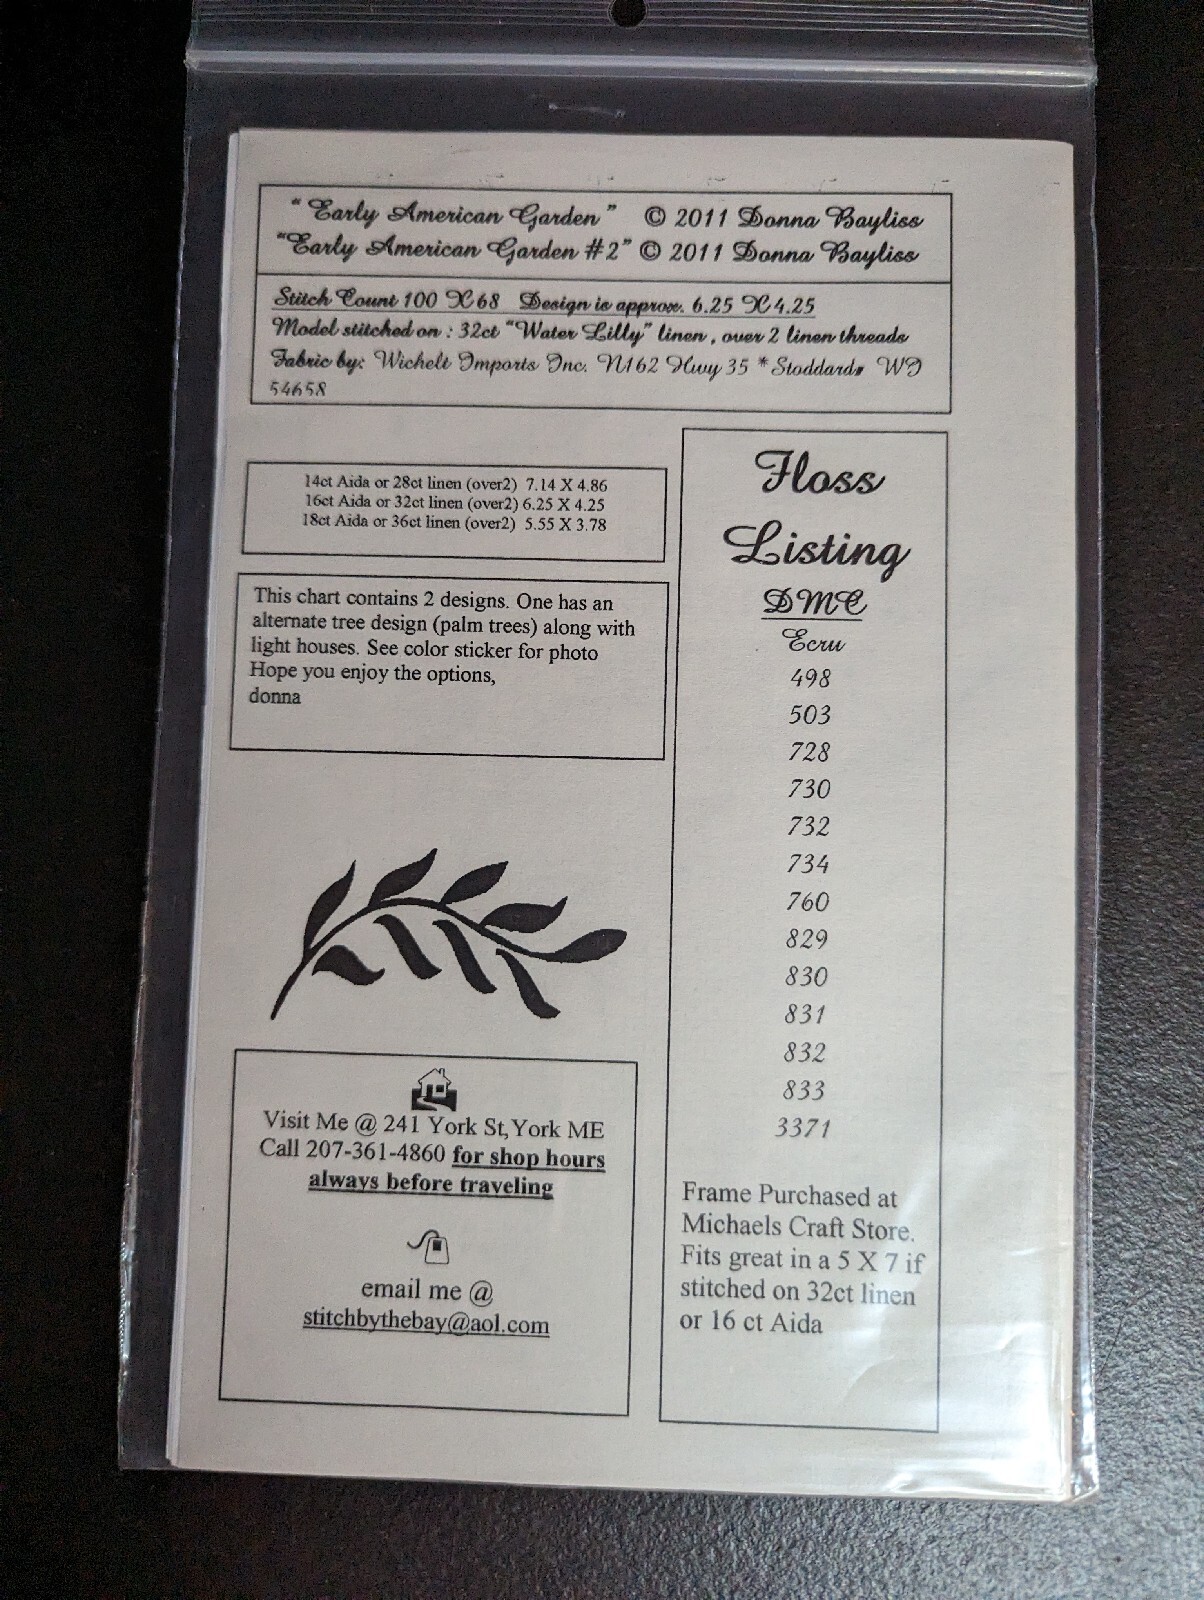 “Early American Garden” © 2011 Donna Bayliss
“Early American Garden #2” © 2011 Donna Bayliss
Stitch Count 100 X 68 Design is approx. 6.25 X 4.25
Model stitched on : 32ct “Water Lilly” linen , over 2 linen threads
Fabric by: Wichelt Imports Inc. N162 Hwy 35 * Stoddard, WI
54658
14ct Aida or 28ct linen (over2) 7.14 X 4.86
16ct Aida or 32ct linen (over2) 6.25 X 4.25
18ct Aida or 36ct linen (over2) 5.55 X 3.78
This chart contains 2 designs. One has an
alternate tree design (palm trees) along with
light houses. See color sticker for photo
Hope you enjoy the options,
donna
Visit Me @ 241 York St,York ME
Call 207-361-4860 for shop hours
always before traveling
email me @
stitchbythebay@aol.com
Floss
Listing
DMC
Ecru
498
503
728
730
732
734
760
829
830
831
832
833
3371
Frame Purchased at
Michaels Craft Store.
Fits great in a 5 X 7 if
stitched on 32ct linen
or 16 ct Aida